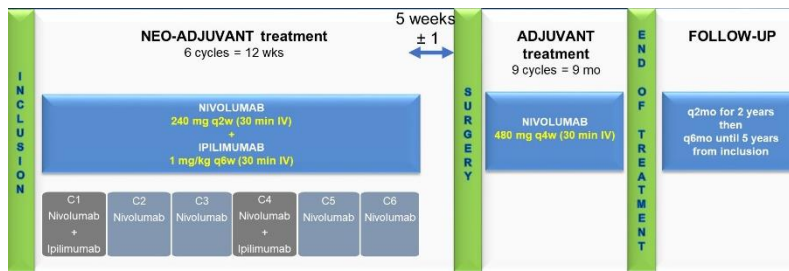 INCLUSION
NEO-ADJUVANT treatment
6 cycles = 12 wks
5 weeks
± 1
NIVOLUMAB
240 mg q2w (30 min IV)
+
IPILIMUMAB
1 mg/kg q6w (30 min IV)
C1
Nivolumab
+
Ipilimumab
C2
Nivolumab
C3
Nivolumab
C4
Nivolumab
+
Ipilimumab
C5
Nivolumab
C6
Nivolumab
SURGERY
ADJUVANT
treatment
9 cycles = 9 mo
NIVOLUMAB
480 mg q4w (30 min IV)
END OF TREATMENT
FOLLOW-UP
q2mo for 2 years
then
q6mo until 5 years
from inclusion